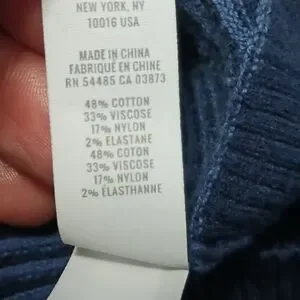 NEW YORK, NY
10016 USA
MADE IN CHINA
FABRIQUÉ EN CHINE
RN 54485 CA 03873
48% COTTON
33% VISCOSE
17% NYLON
2% ELASTANE
48% COTON
33% VISCOSE
17% NYLON
2% ÉLASTHANNE